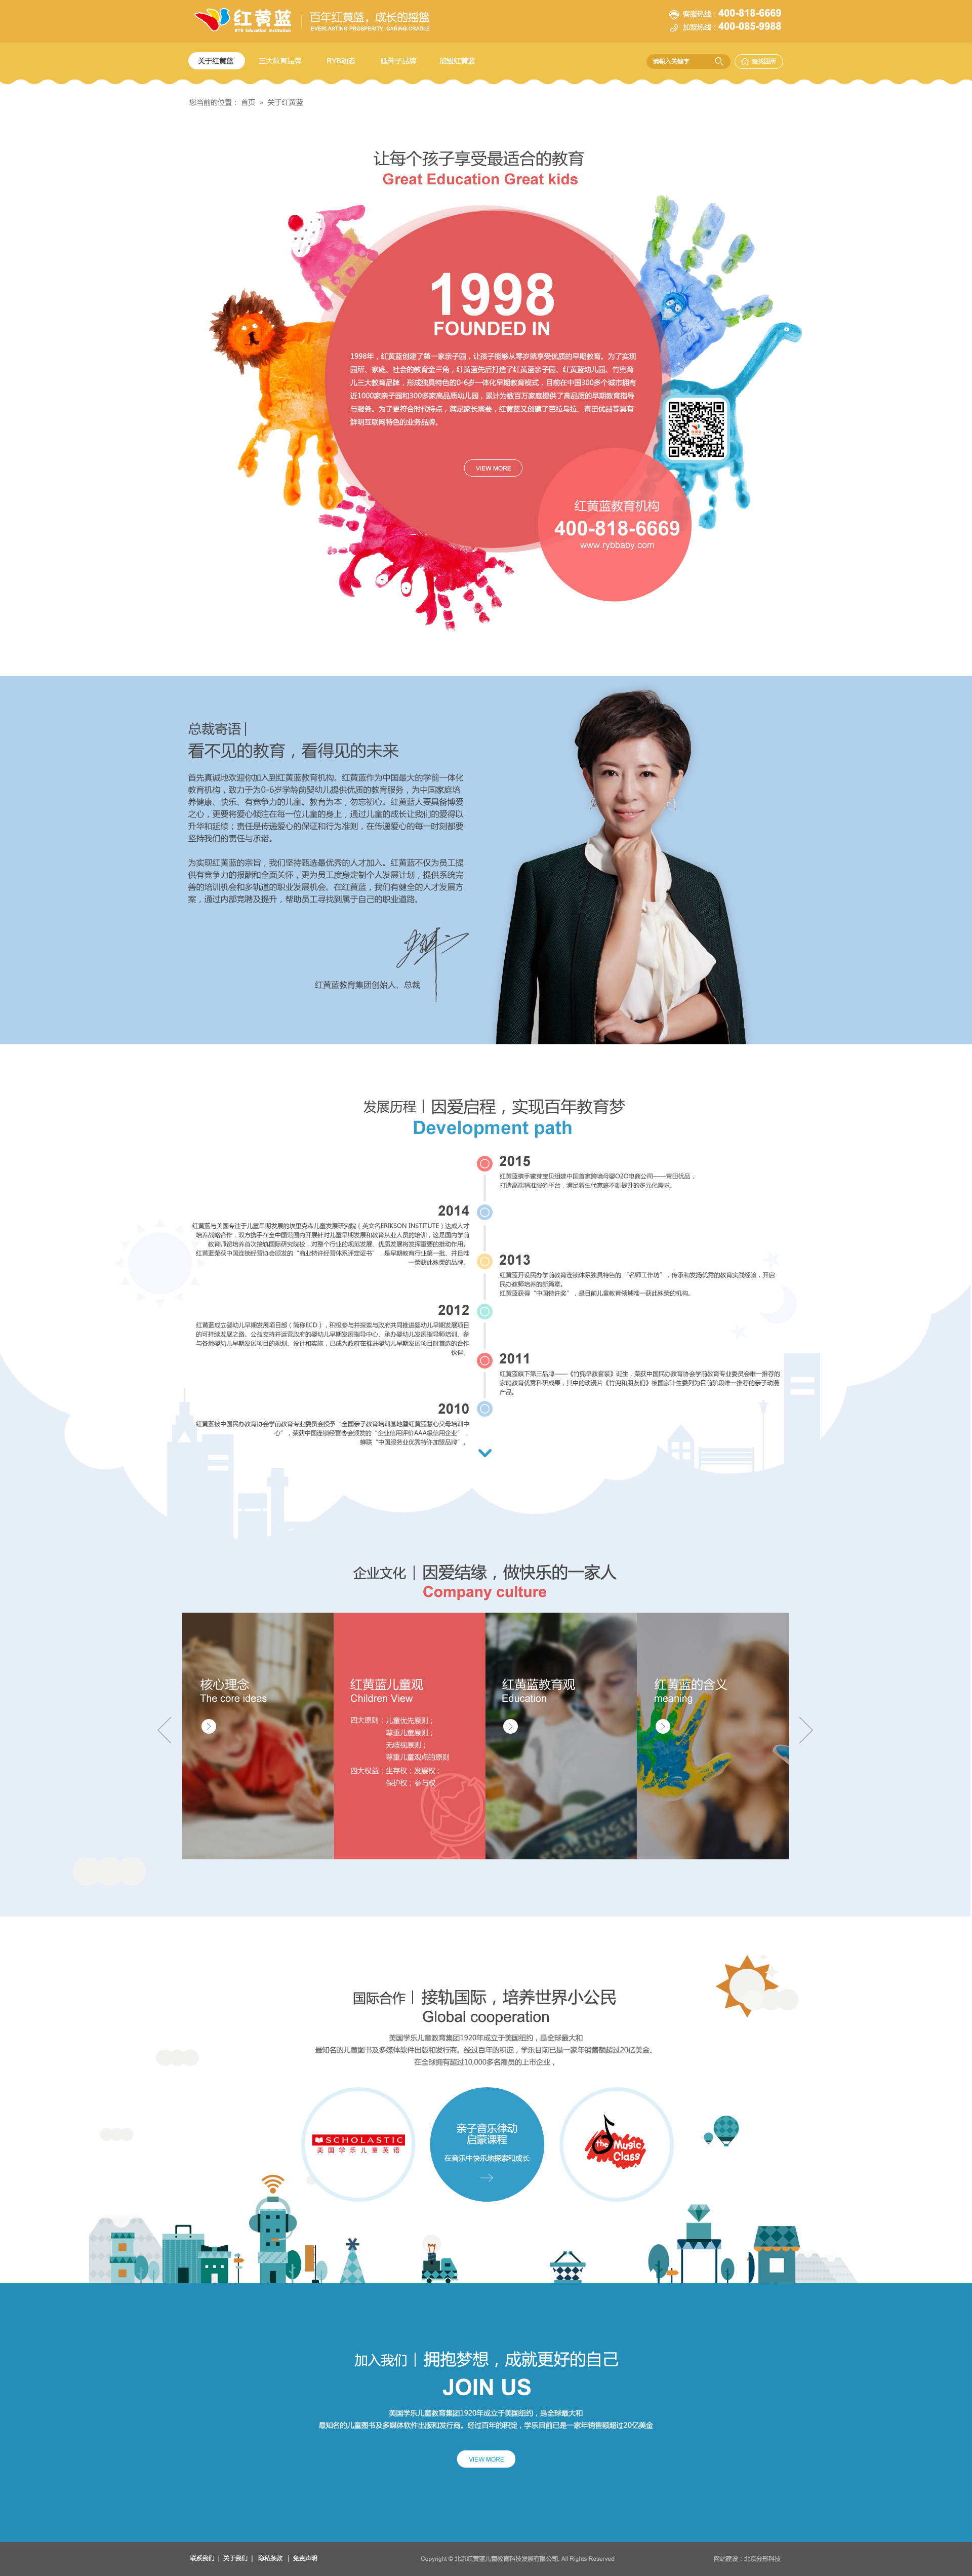 红黄蓝
RYB Education Institution
百年红黄蓝，成长的摇篮
EVERLASTING PROSPERITY, CARING CRADLE
客服热线：400-818-6669
加盟热线：400-085-9988
关于红黄蓝
三大教育品牌
RYB动态
延伸子品牌
加盟红黄蓝
请输入关键字
查找园所
您当前的位置： 首页 » 关于红黄蓝
让每个孩子享受最适合的教育
Great Education Great kids
1998
FOUNDED IN
1998年，红黄蓝创建了第一家亲子园，让孩子能够从零岁就享受优质的早期教育。为了实现
园所、家庭、社会的教育金三角，红黄蓝先后打造了红黄蓝亲子园、红黄蓝幼儿园、竹兜育
儿三大教育品牌，形成独具特色的0-6岁一体化早期教育模式，目前在中国300多个城市拥有
近1000家亲子园和300多家高品质幼儿园，累计为数百万家庭提供了高品质的早期教育指导
与服务。为了更符合时代特点，满足家长需要，红黄蓝又创建了芭拉乌拉、青田优品等具有
鲜明互联网特色的业务品牌。
VIEW MORE
红黄蓝教育机构
400-818-6669
www.rybbaby.com
总裁寄语|
看不见的教育，看得见的未来
首先真诚地欢迎你加入到红黄蓝教育机构。红黄蓝作为中国最大的学前一体化
教育机构，致力于为0-6岁学龄前婴幼儿提供优质的教育服务，为中国家庭培
养健康、快乐、有竞争力的儿童。教育为本，勿忘初心。红黄蓝人要具备博爱
之心，更要将爱心倾注在每一位儿童的身上，通过儿童的成长让我们的爱得以
升华和延续；责任是传递爱心的保证和行为准则，在传递爱心的每一时刻都要
坚持我们的责任与承诺。
为实现红黄蓝的宗旨，我们坚持甄选最优秀的人才加入。红黄蓝不仅为员工提
供有竞争力的报酬和全面关怀，更为员工度身定制个人发展计划，提供系统完
善的培训机会和多轨道的职业发展机会。在红黄蓝，我们有健全的人才发展方
案，通过内部竞聘及提升，帮助员工寻找到属于自己的职业道路。
红黄蓝教育集团创始人、总裁
发展历程 | 因爱启程，实现百年教育梦
Development path
2015
红黄蓝携手蜜芽宝贝组建中国首家跨境母婴O2O电商公司——青田优品，
打造高端精准服务平台，满足新生代家庭不断提升的多元化需求。
2014
红黄蓝与美国专注于儿童早期发展的埃里克森儿童发展研究院（英文名ERIKSON INSTITUTE）达成人才
培养战略合作，双方携手在全中国范围内开展针对儿童早期发展和教育从业人员的培训，这是国内学前
教育师资培养首次接轨国际研究院校，对整个行业的规范发展、优质发展将发挥重要的推动作用。
红黄蓝荣获中国连锁经营协会颁发的“商业特许经营体系评定证书”，是早期教育行业第一批、并且唯
一荣获此殊荣的品牌。
2013
红黄蓝开设民办学前教育连锁体系独具特色的 “名师工作坊”，传承和发扬优秀的教育实践经验，开启
民办教师培养的新篇章。
红黄蓝获得“中国特许奖”，是目前儿童教育领域唯一获此殊荣的机构。
2012
红黄蓝成立婴幼儿早期发展项目部（简称ECD），积极参与并探索与政府共同推进婴幼儿早期发展项目
的可持续发展之路。公益支持并运营政府的婴幼儿早期发展指导中心、承办婴幼儿发展指导师培训、参
与各地婴幼儿早期发展项目的规划、设计和实施，已成为政府在推进婴幼儿早期发展项目时首选的合作
伙伴。
2011
红黄蓝旗下第三品牌——《竹兜早教套装》诞生，荣获中国民办教育协会学前教育专业委员会唯一推荐的
家庭教育优秀科研成果，其中的动漫片《竹兜和朋友们》被国家计生委列为目前阶段唯一推荐的亲子动漫
产品。
2010
红黄蓝被中国民办教育协会学前教育专业委员会授予“全国亲子教育培训基地暨红黄蓝慧心父母培训中
心”，荣获中国连锁经营协会颁发的“企业信用评价AAA级信用企业”，
蝉联“中国服务业优秀特许加盟品牌”。
企业文化 | 因爱结缘，做快乐的一家人
Company culture
核心理念
The core ideas
红黄蓝儿童观
Children View
四大原则：儿童优先原则；
尊重儿童原则；
无歧视原则；
尊重儿童观点的原则
四大权益：生存权；发展权；
保护权；参与权
红黄蓝教育观
Education
红黄蓝的含义
meaning
国际合作 | 接轨国际，培养世界小公民
Global cooperation
美国学乐儿童教育集团1920年成立于美国纽约，是全球最大和
最知名的儿童图书及多媒体软件出版和发行商。经过百年的积淀，学乐目前已是一家年销售额超过20亿美金、
在全球拥有超过10,000多名雇员的上市企业，
SCHOLASTIC
美国学乐儿童英语
亲子音乐律动
启蒙课程
在音乐中快乐地探索和成长
the Music
Class
加入我们 | 拥抱梦想，成就更好的自己
JOIN US
美国学乐儿童教育集团1920年成立于美国纽约，是全球最大和
最知名的儿童图书及多媒体软件出版和发行商。经过百年的积淀，学乐目前已是一家年销售额超过20亿美金
VIEW MORE
联系我们 | 关于我们 | 隐私条款 | 免责声明
Copyright © 北京红黄蓝儿童教育科技发展有限公司. All Rights Reserved
网站建设：北京分形科技